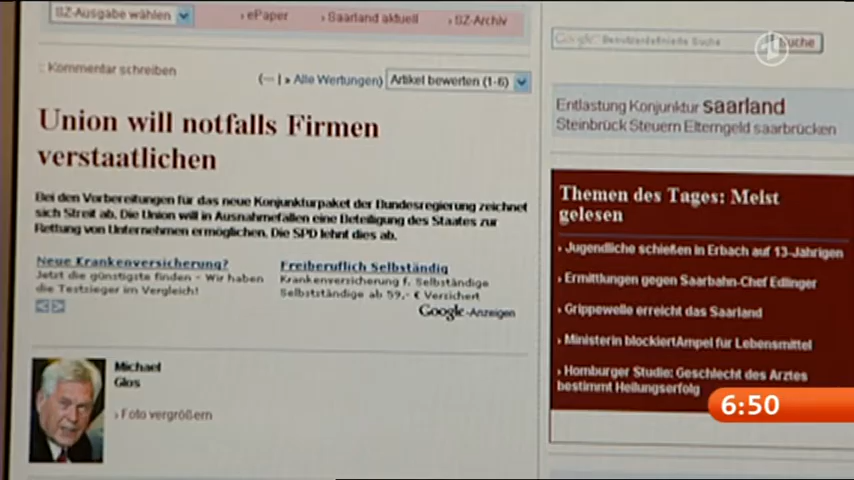 SZ-Ausgabe wählen
› ePaper
› Saarland aktuell
› SZ-Archiv
:: Kommentar schreiben
(--- | » Alle Wertungen)
Artikel bewerten (1-6)
Union will notfalls Firmen
verstaatlichen
Bei den Vorbereitungen für das neue Konjunkturpaket der Bundesregierung zeichnet
sich Streit ab. Die Union will in Ausnahmefällen eine Beteiligung des Staates zur
Rettung von Unternehmen ermöglichen. Die SPD lehnt dies ab.
Neue Krankenversicherung?
Jetzt die günstigste finden - Wir haben
die Testsieger im Vergleich!
Freiberuflich Selbständig
Krankenversicherung f. Selbständige
Selbstständige ab 59,- € Versichert
Google-Anzeigen
Michael
Glos
› Foto vergrößern
Google Benutzerdefinierte Suche
Suche
1
Entlastung Konjunktur saarland
Steinbrück Steuern Elterngeld saarbrücken
Themen des Tages: Meist
gelesen
› Jugendliche schießen in Erbach auf 13-Jährigen
› Ermittlungen gegen Saarbahn-Chef Edlinger
› Grippewelle erreicht das Saarland
› Ministerin blockiertAmpel für Lebensmittel
› Homburger Studie: Geschlecht des Arztes
bestimmt Heilungserfolg
6:50